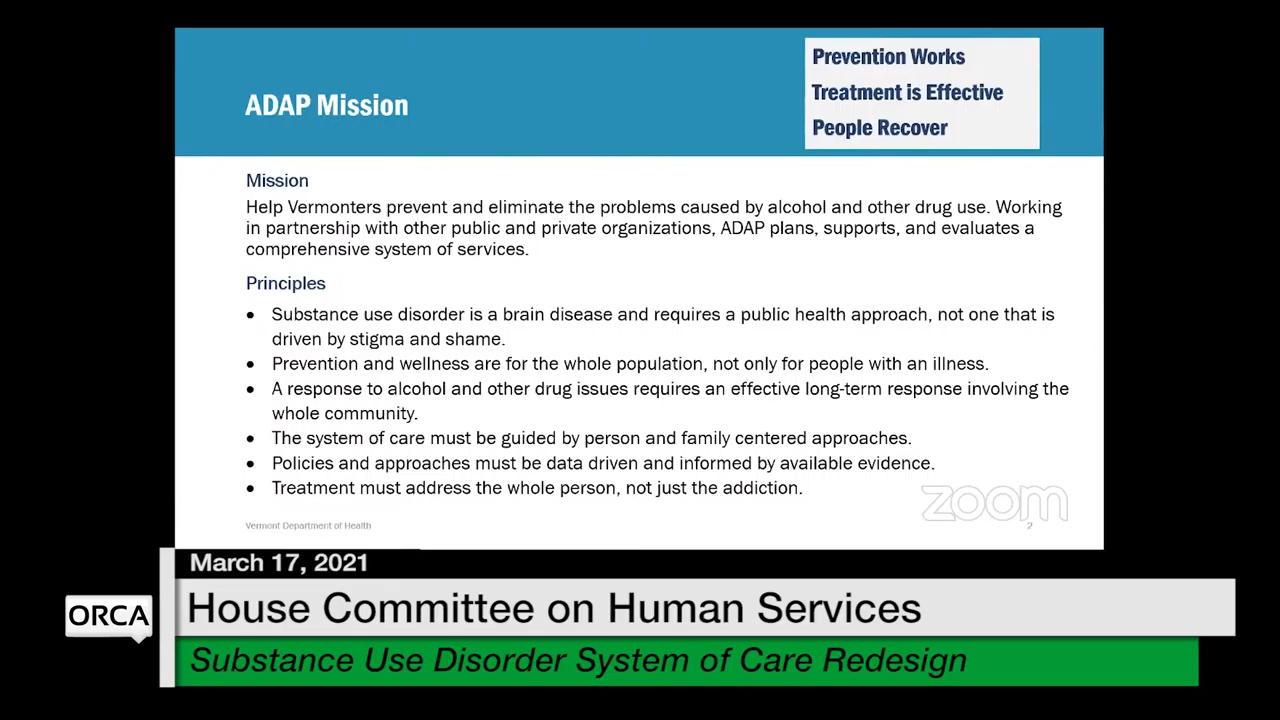 Prevention Works
Treatment is Effective
People Recover
ADAP Mission
Mission
Help Vermonters prevent and eliminate the problems caused by alcohol and other drug use. Working
in partnership with other public and private organizations, ADAP plans, supports, and evaluates a
comprehensive system of services.
Principles
• Substance use disorder is a brain disease and requires a public health approach, not one that is
driven by stigma and shame.
• Prevention and wellness are for the whole population, not only for people with an illness.
• A response to alcohol and other drug issues requires an effective long-term response involving the
whole community.
• The system of care must be guided by person and family centered approaches.
• Policies and approaches must be data driven and informed by available evidence.
• Treatment must address the whole person, not just the addiction.
zoom
Vermont Department of Health
2
March 17, 2021
ORCA
House Committee on Human Services
Substance Use Disorder System of Care Redesign